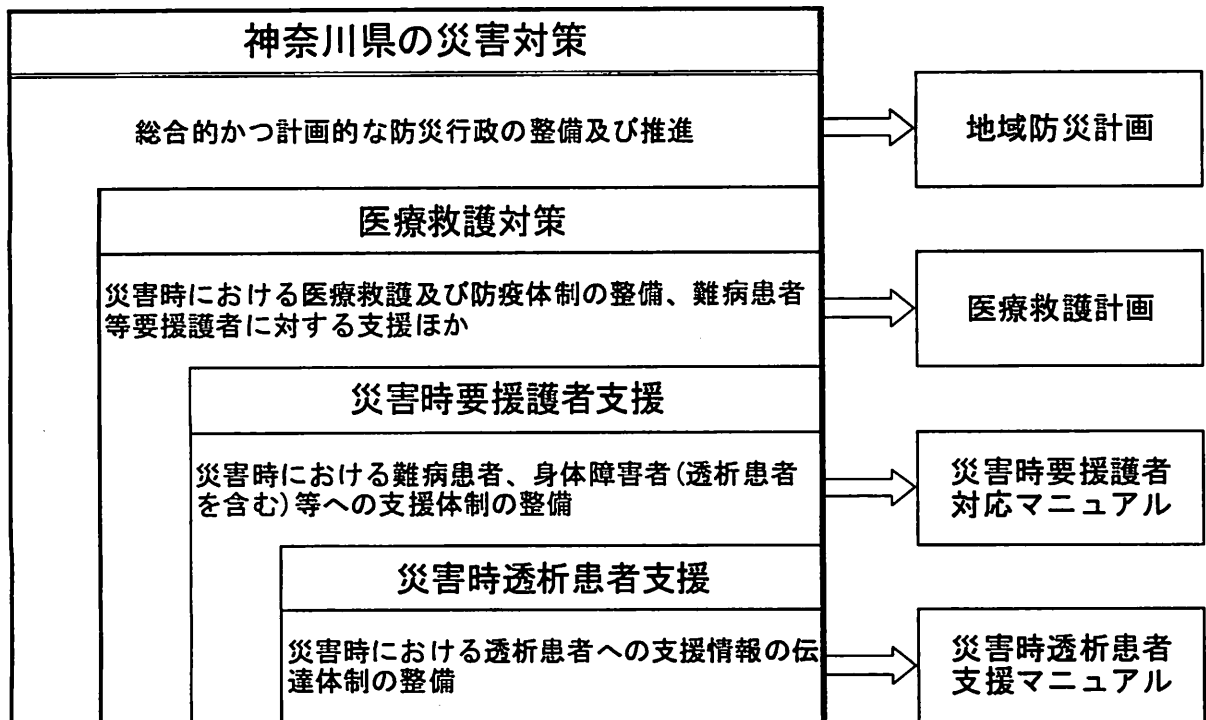 神奈川県の災害対策
総合的かつ計画的な防災行政の整備及び推進
地域防災計画
医療救護対策
災害時における医療救護及び防疫体制の整備、難病患者
等要援護者に対する支援ほか
医療救護計画
災害時要援護者支援
災害時における難病患者、身体障害者(透析患者
を含む)等への支援体制の整備
災害時要援護者
対応マニュアル
災害時透析患者支援
災害時における透析患者への支援情報の伝
達体制の整備
災害時透析患者
支援マニュアル